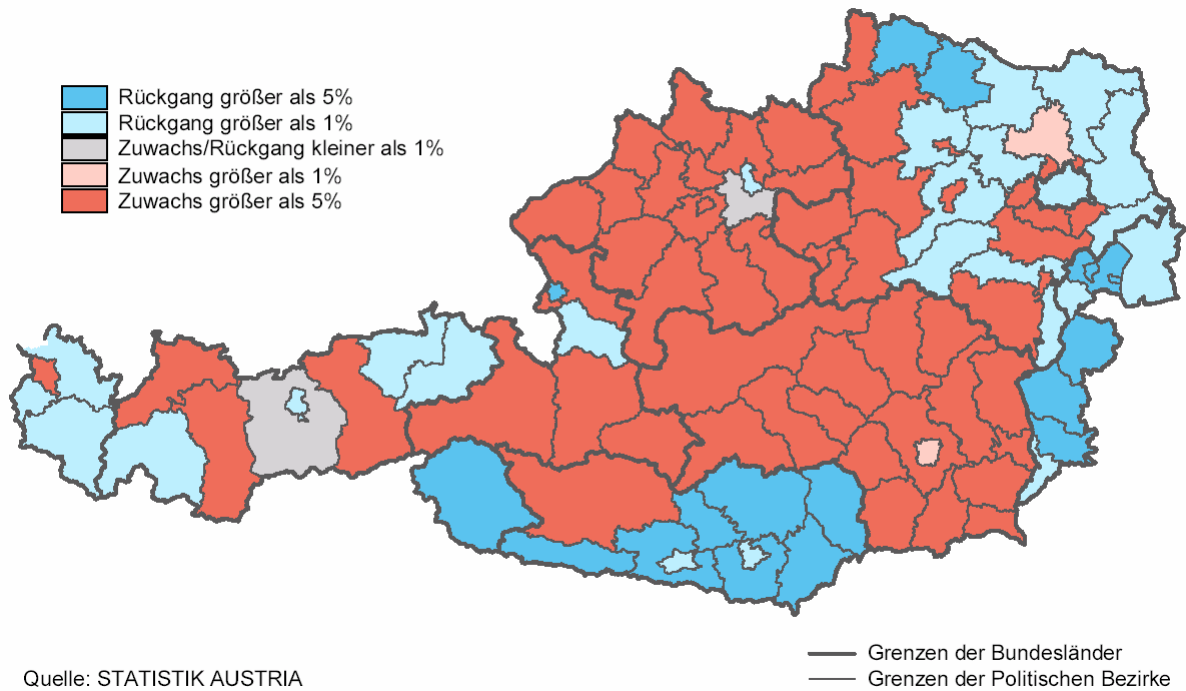 Rückgang größer als 5%
Rückgang größer als 1%
Zuwachs/Rückgang kleiner als 1%
Zuwachs größer als 1%
Zuwachs größer als 5%
Grenzen der Bundesländer
Quelle: STATISTIK AUSTRIA
Grenzen der Politischen Bezirke